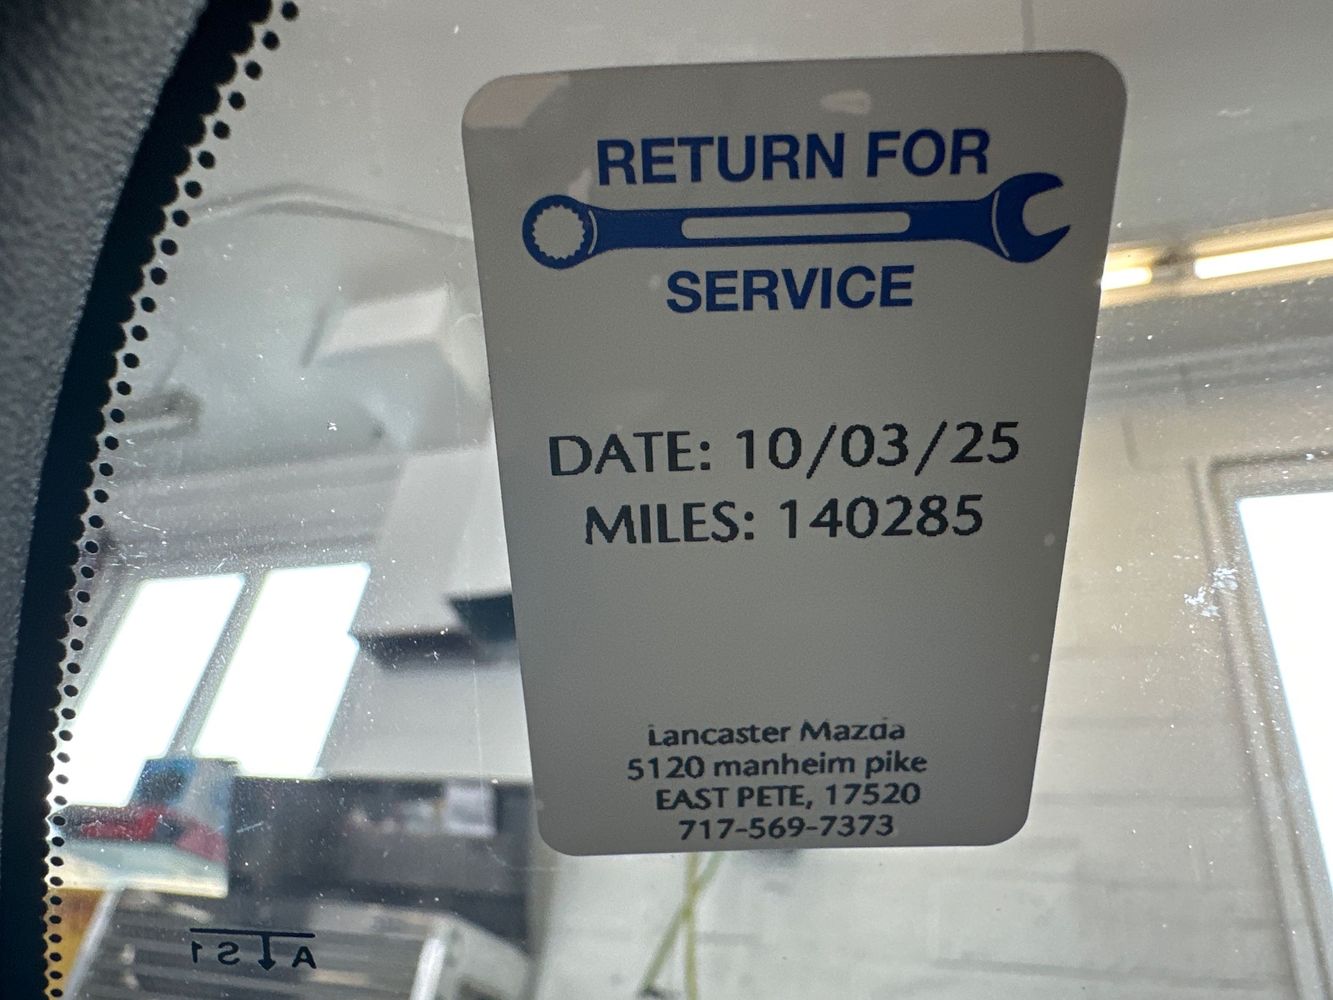 RETURN FOR
SERVICE
DATE: 10/03/25
MILES: 140285
Lancaster Mazda
5120 manheim pike
EAST PETE, 17520
717-569-7373
AS1